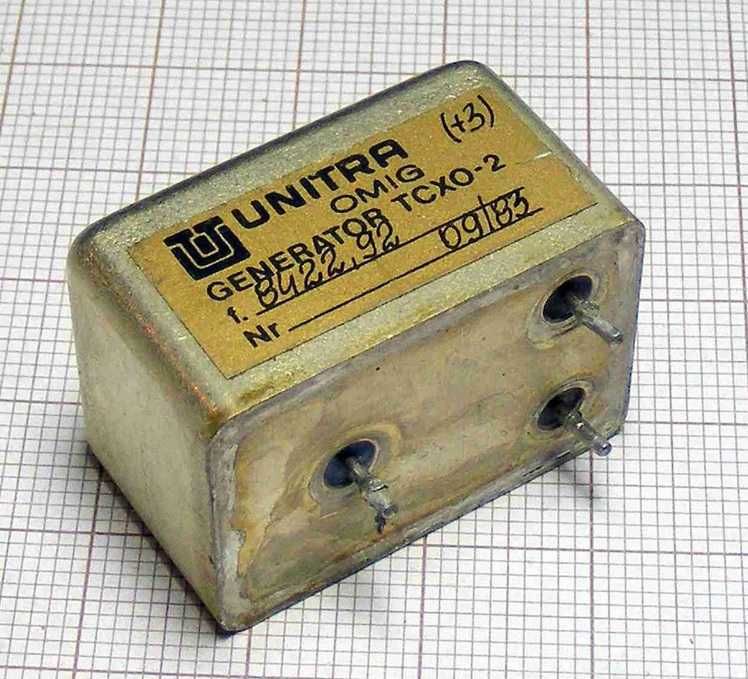 UNITRA (+3)
OMIG
GENERATOR TCXO-2
f. 8422,92 09/83
Nr